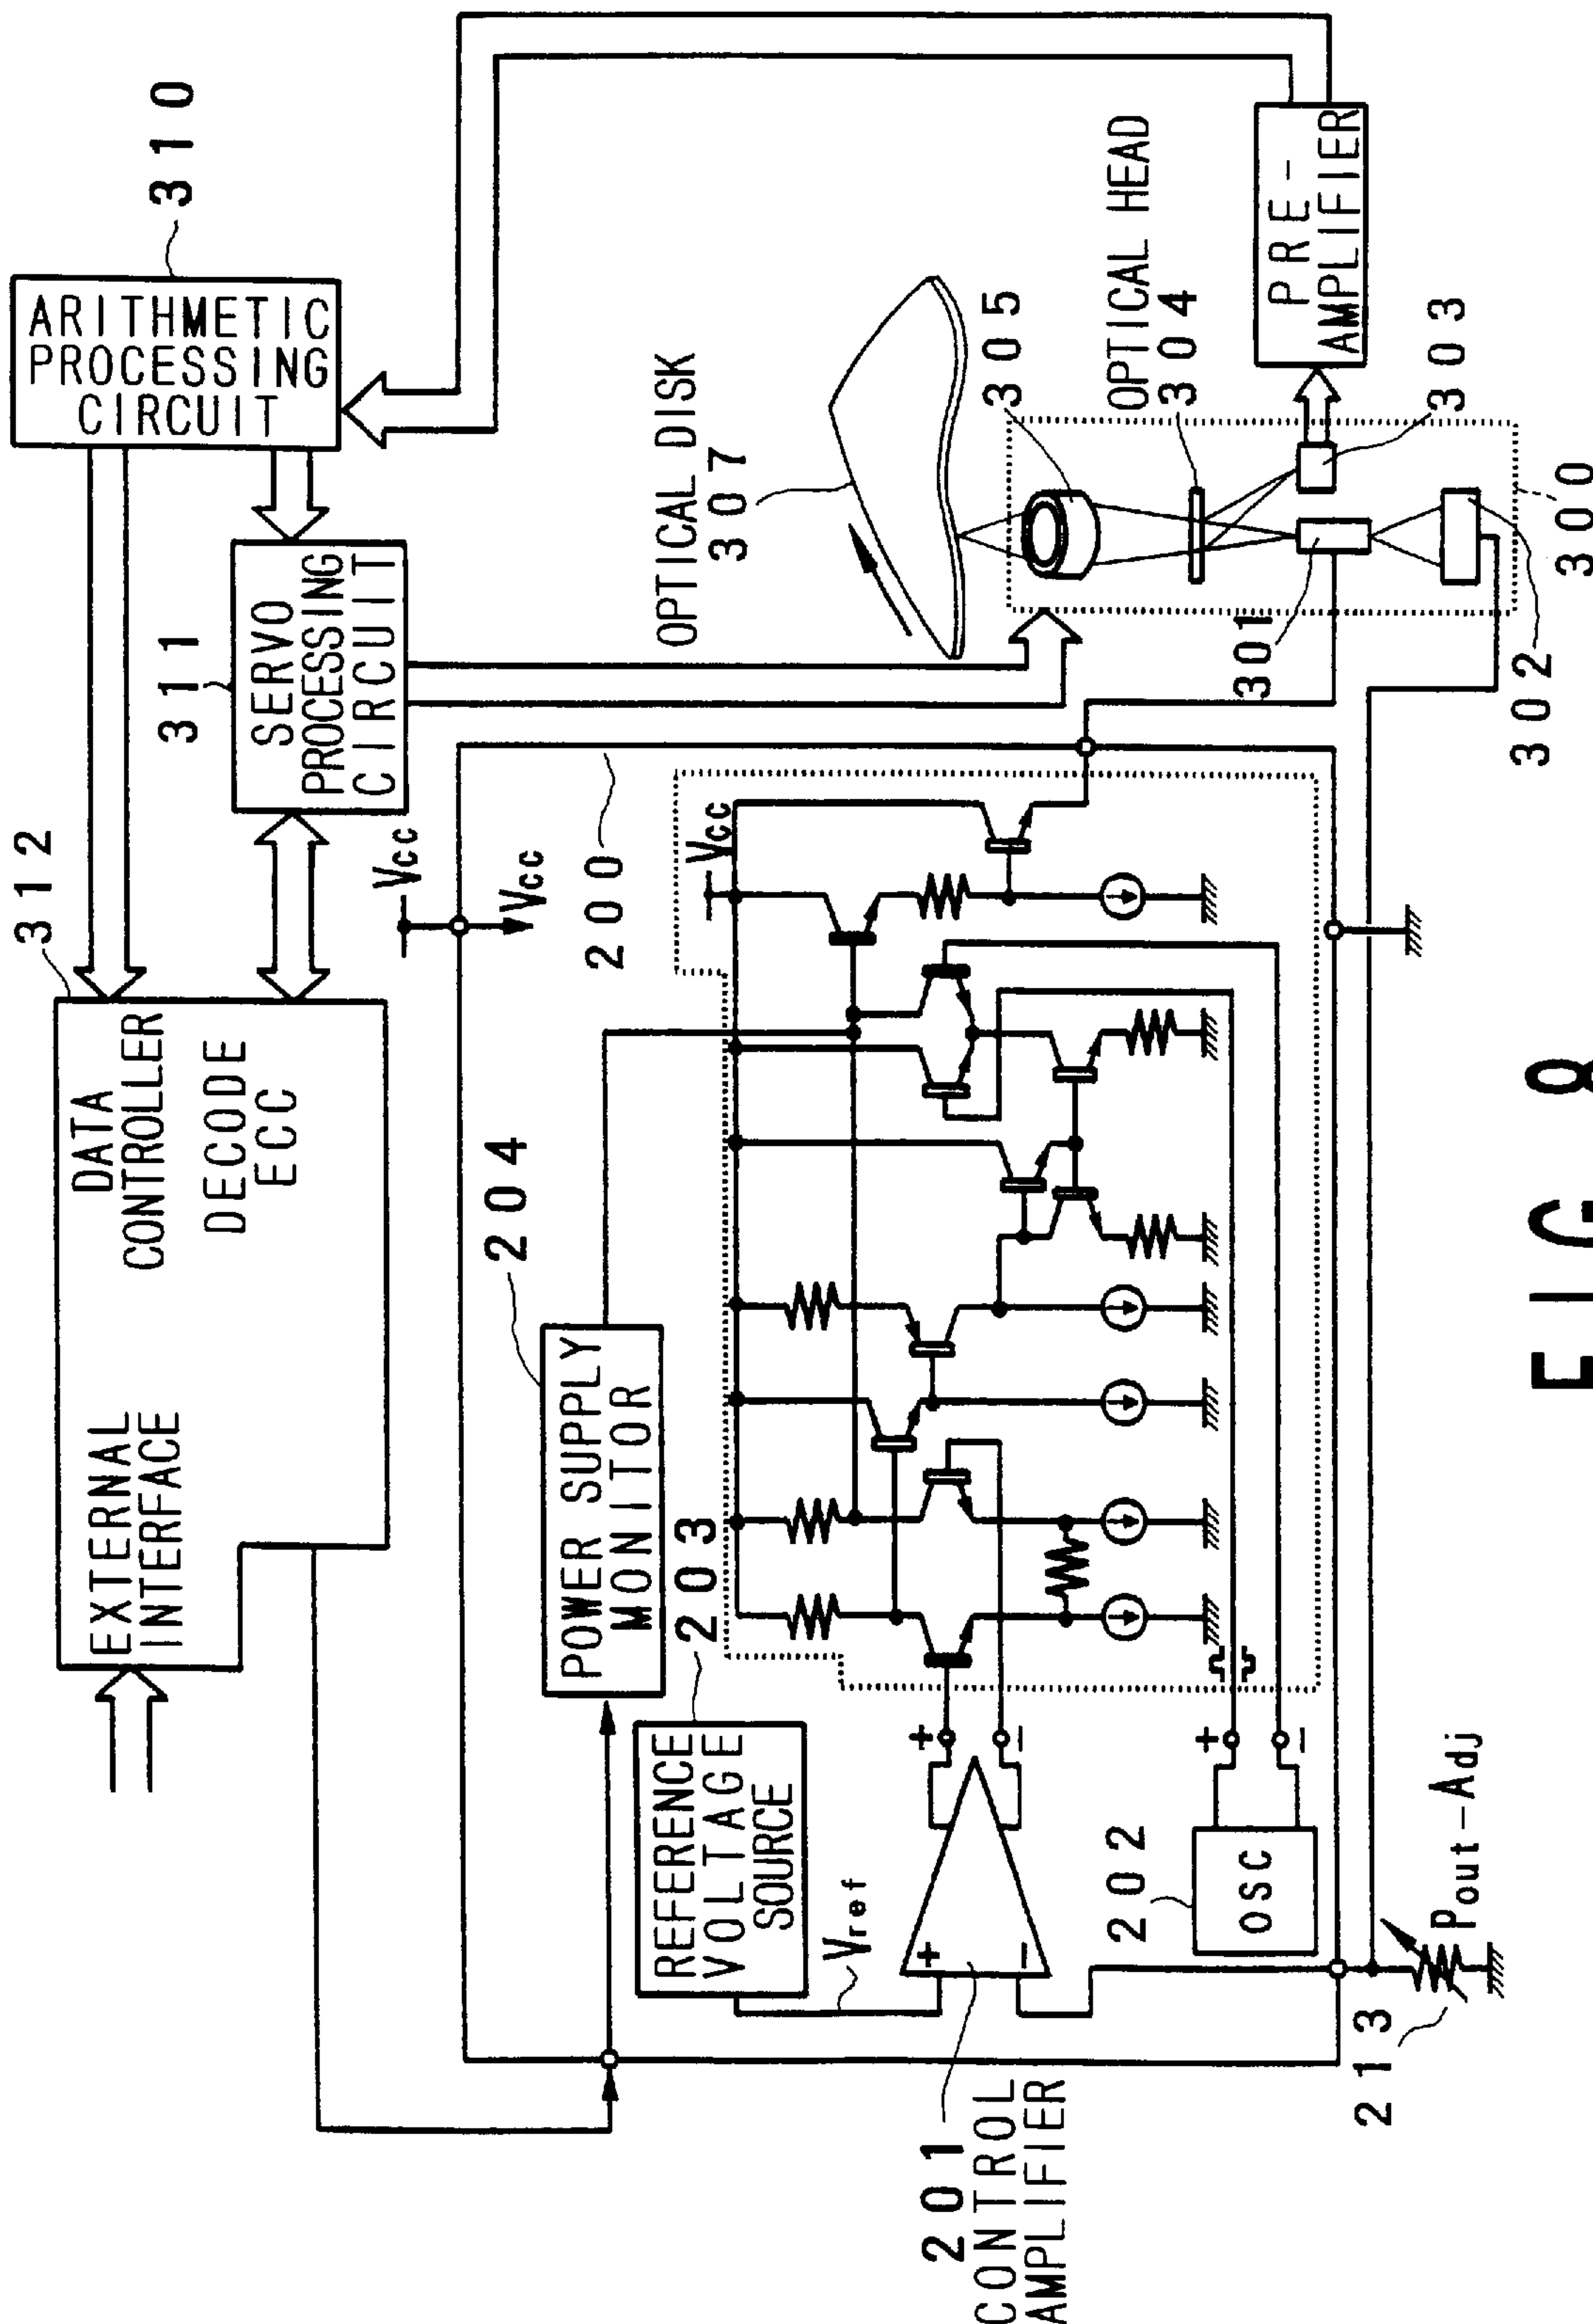 310
ARITHMETIC
PROCESSING
CIRCUIT
312
EXTERNAL
INTERFACE
DATA
CONTROLLER
DECODE
ECC
311
SERVO
PROCESSING
CIRCUIT
Vcc
Vcc
200
OPTICAL DISK
307
305
OPTICAL HEAD
304
PRE-
AMPLIFIER
303
300
301
302
204
POWER SUPPLY
MONITOR
203
REFERENCE
VOLTAGE
SOURCE
Vref
Vcc
+
−
+
−
201
CONTROL
AMPLIFIER
202
OSC
+
−
213
Pout-Adj
FIG 8